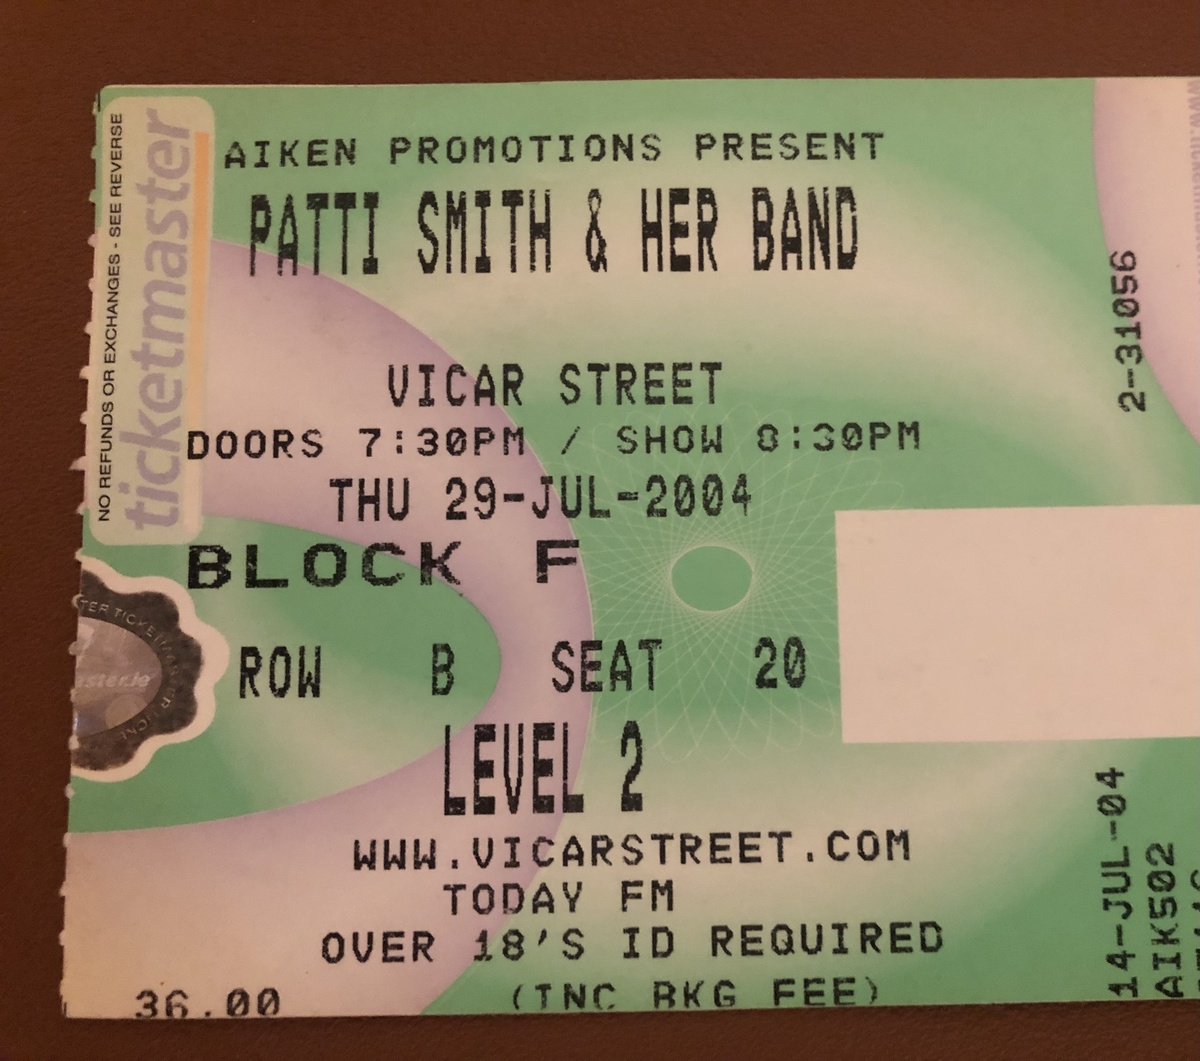 NO REFUNDS OR EXCHANGES - SEE REVERSE
ticketmaster
AIKEN PROMOTIONS PRESENT
PATTI SMITH & HER BAND
VICAR STREET
DOORS 7:30PM / SHOW 8:30PM
THU 29-JUL-2004
BLOCK F
ROW B SEAT 20
LEVEL 2
WWW.VICARSTREET.COM
TODAY FM
OVER 18'S ID REQUIRED
36.00 (INC BKG FEE)
2-31056
14-JUL-04
AIK502